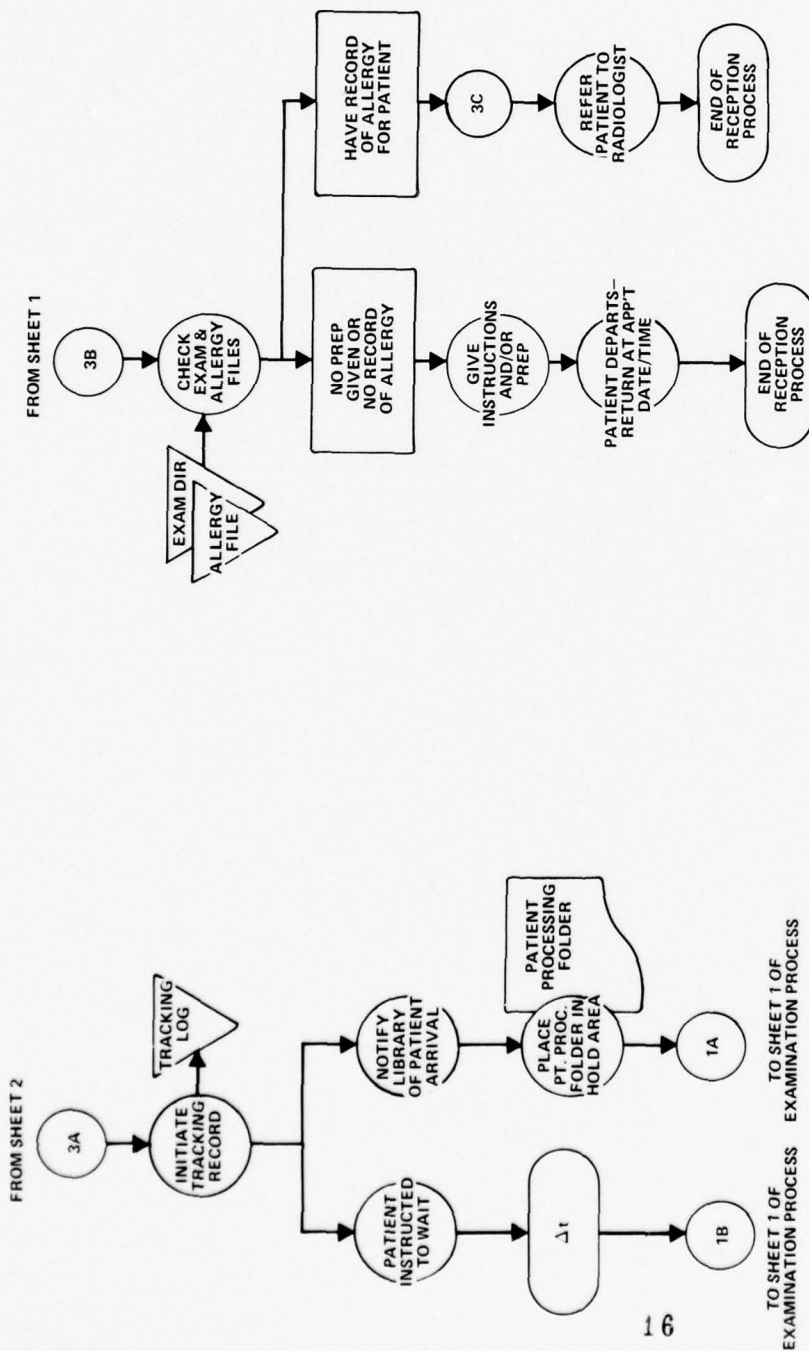 FROM SHEET 2
3A
INITIATE
TRACKING
RECORD
TRACKING
LOG
PATIENT
INSTRUCTED
TO WAIT
Δt
1B
TO SHEET 1 OF
EXAMINATION PROCESS
NOTIFY
LIBRARY
OF PATIENT
ARRIVAL
PLACE
PT. PROC.
FOLDER IN
HOLD AREA
PATIENT
PROCESSING
FOLDER
1A
TO SHEET 1 OF
EXAMINATION PROCESS
FROM SHEET 1
3B
CHECK
EXAM &
ALLERGY
FILES
EXAM DIR
ALLERGY
FILE
NO PREP
GIVEN OR
NO RECORD
OF ALLERGY
GIVE
INSTRUCTIONS
AND/OR
PREP
PATIENT DEPARTS—
RETURN AT APP'T
DATE/TIME
END OF
RECEPTION
PROCESS
HAVE RECORD
OF ALLERGY
FOR PATIENT
3C
REFER
PATIENT TO
RADIOLOGIST
END OF
RECEPTION
PROCESS
16